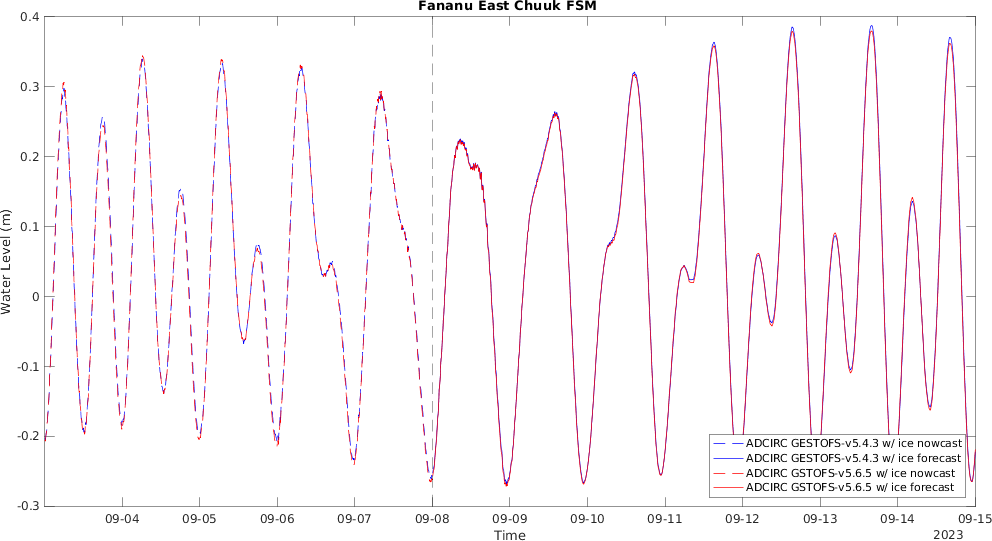 Fananu East Chuuk FSM
0.4
0.3
0.2
0.1
0
-0.1
-0.2
-0.3
Water Level (m)
ADCIRC GESTOFS-v5.4.3 w/ ice nowcast
ADCIRC GESTOFS-v5.4.3 w/ ice forecast
ADCIRC GSTOFS-v5.6.5 w/ ice nowcast
ADCIRC GSTOFS-v5.6.5 w/ ice forecast
09-04 09-05 09-06 09-07 09-08 09-09 09-10 09-11 09-12 09-13 09-14 09-15
Time
2023